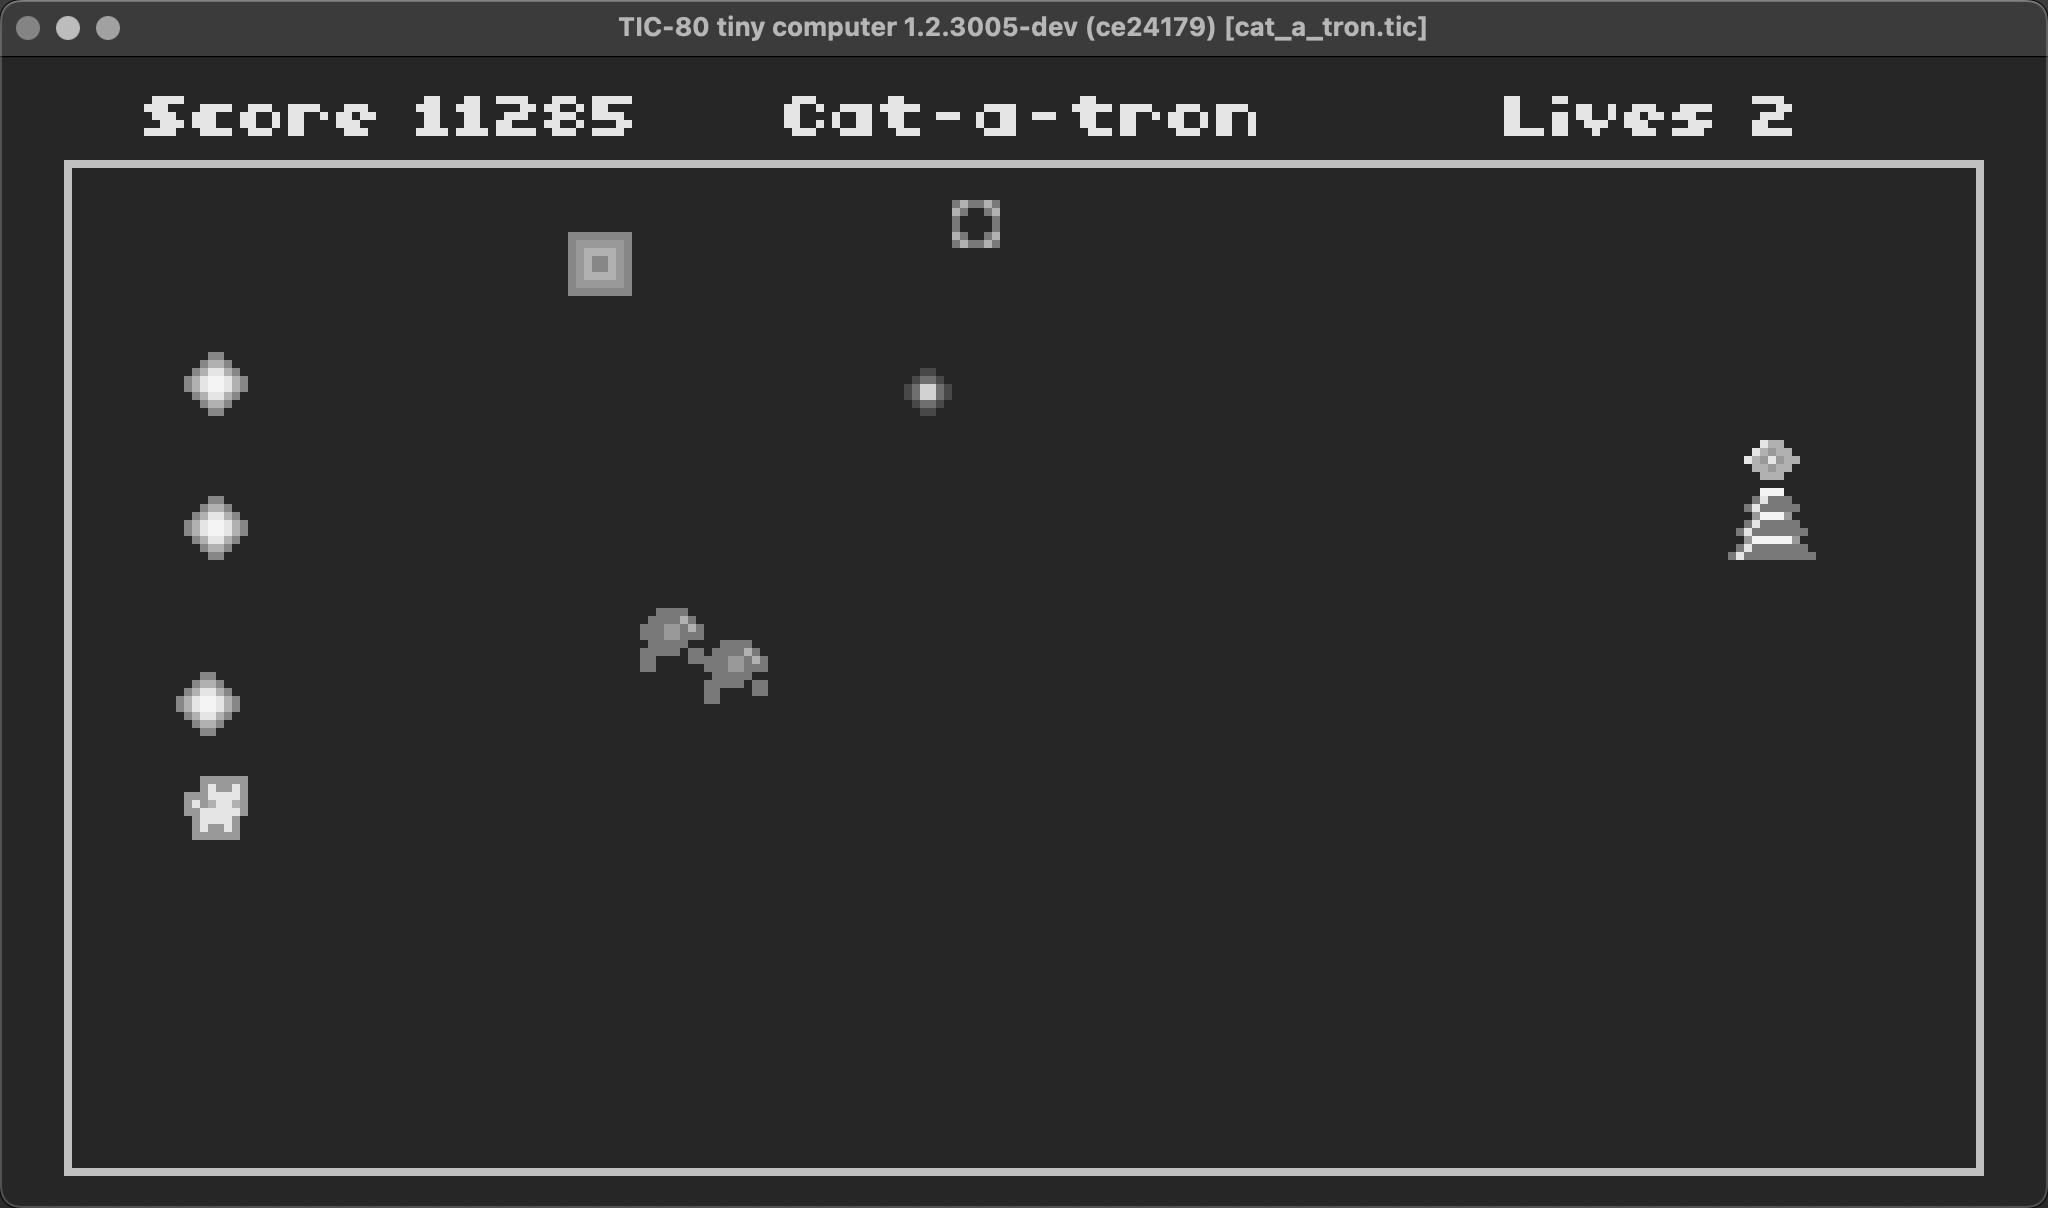 TIC-80 tiny computer 1.2.3005-dev (ce24179) [cat_a_tron.tic]
Score 11285 Cat-a-tron Lives 2